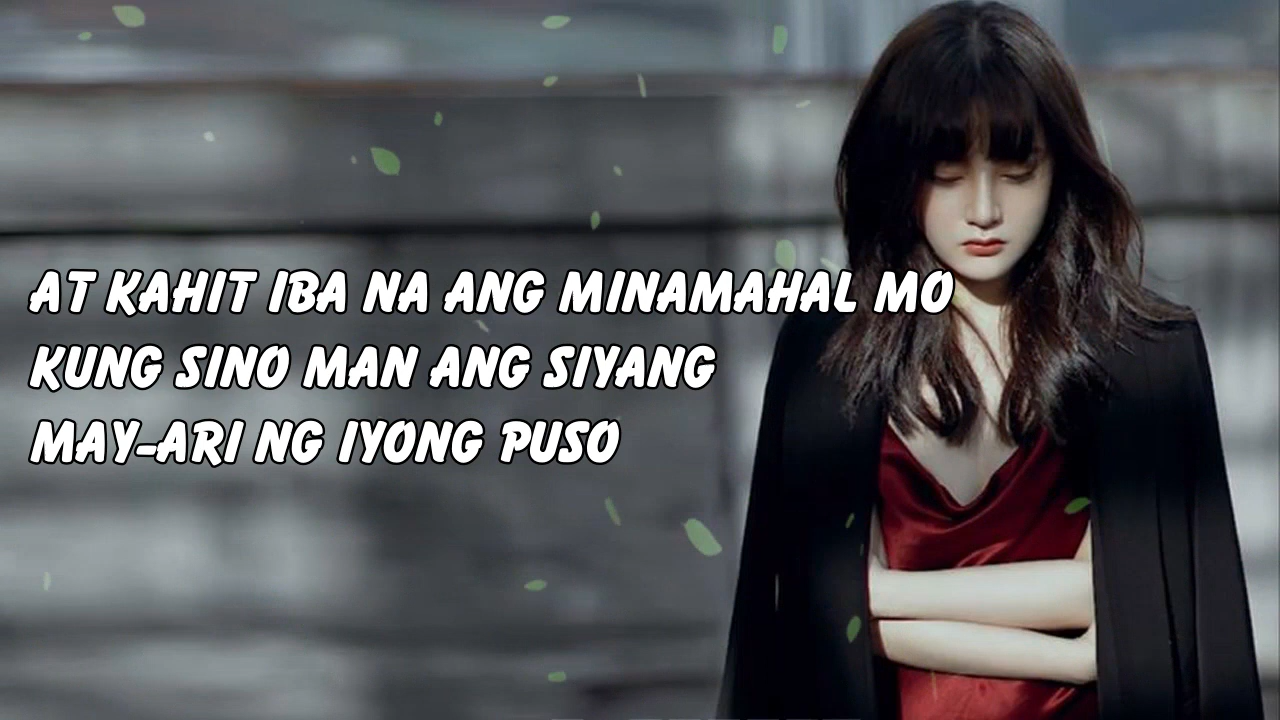 AT KAHIT IBA NA ANG MINAMAHAL MO
KUNG SINO MAN ANG SIYANG
MAY-ARI NG IYONG PUSO